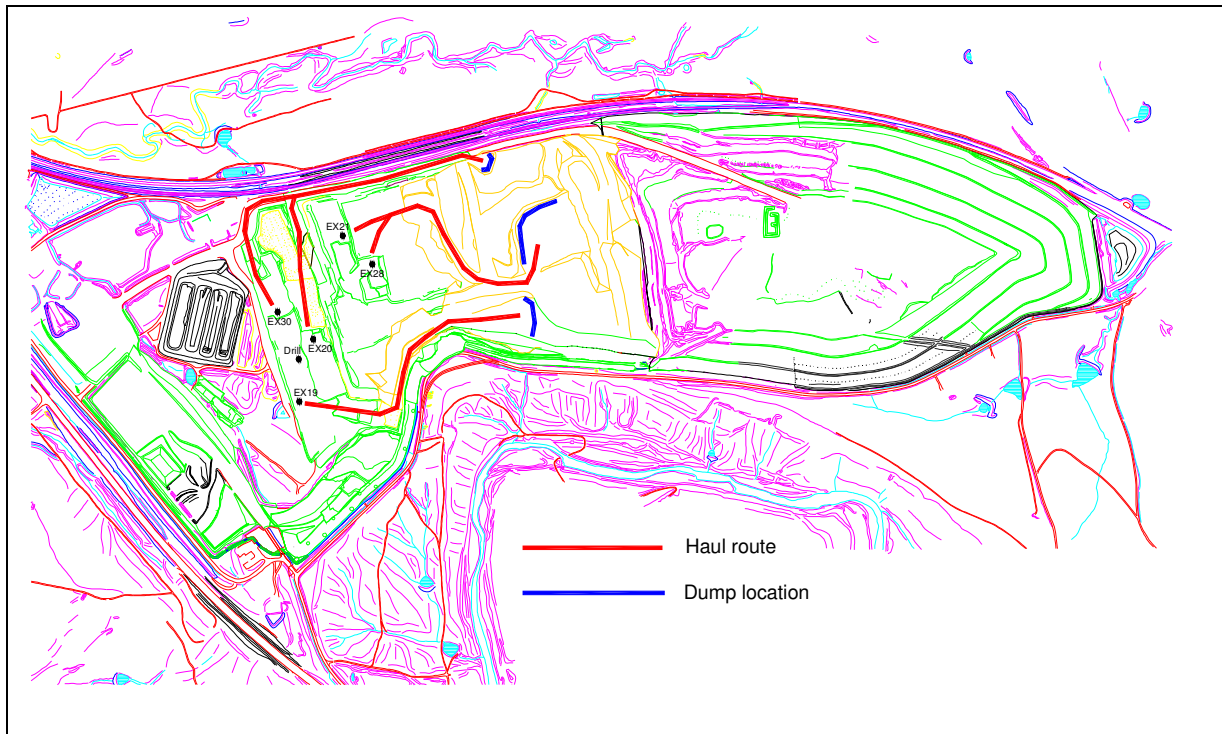 EX21
EX28
EX30
EX20
Drill
EX19
Haul route
Dump location